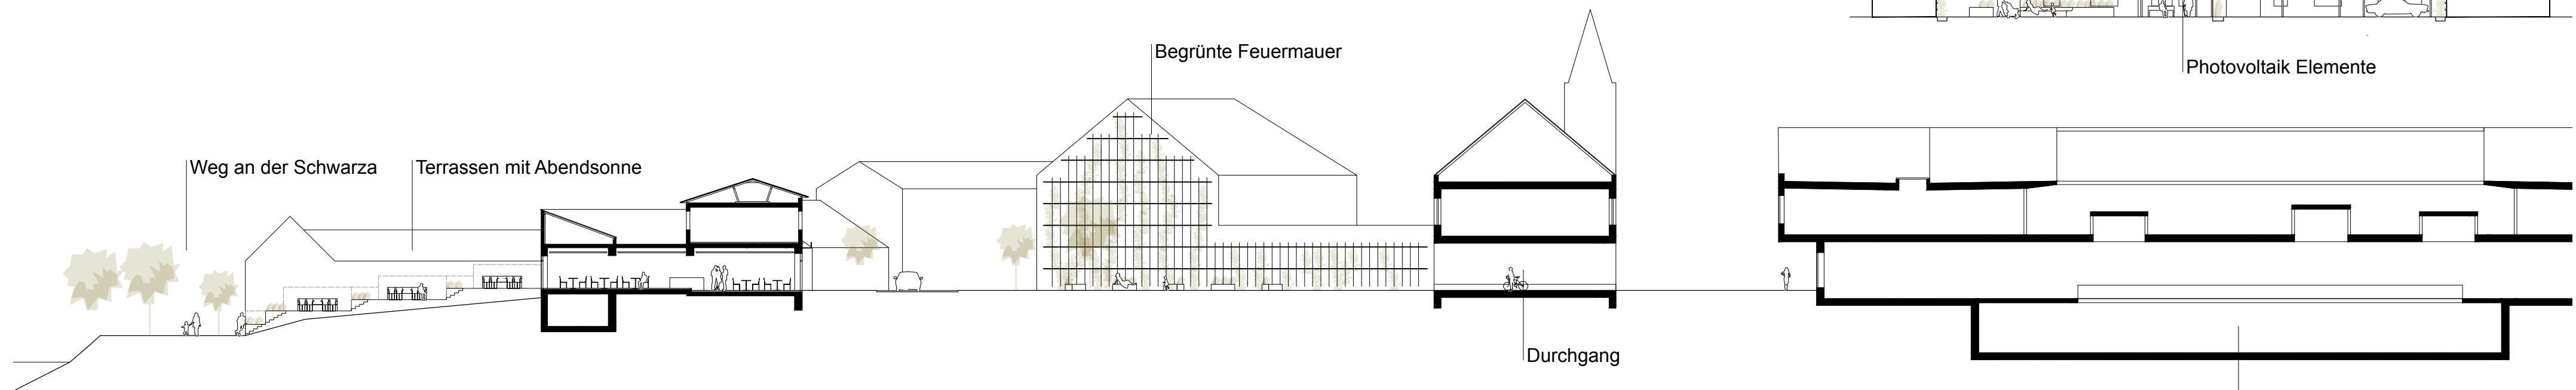 Begrünte Feuermauer
Photovoltaik Elemente
Weg an der Schwarza
Terrassen mit Abendsonne
Durchgang